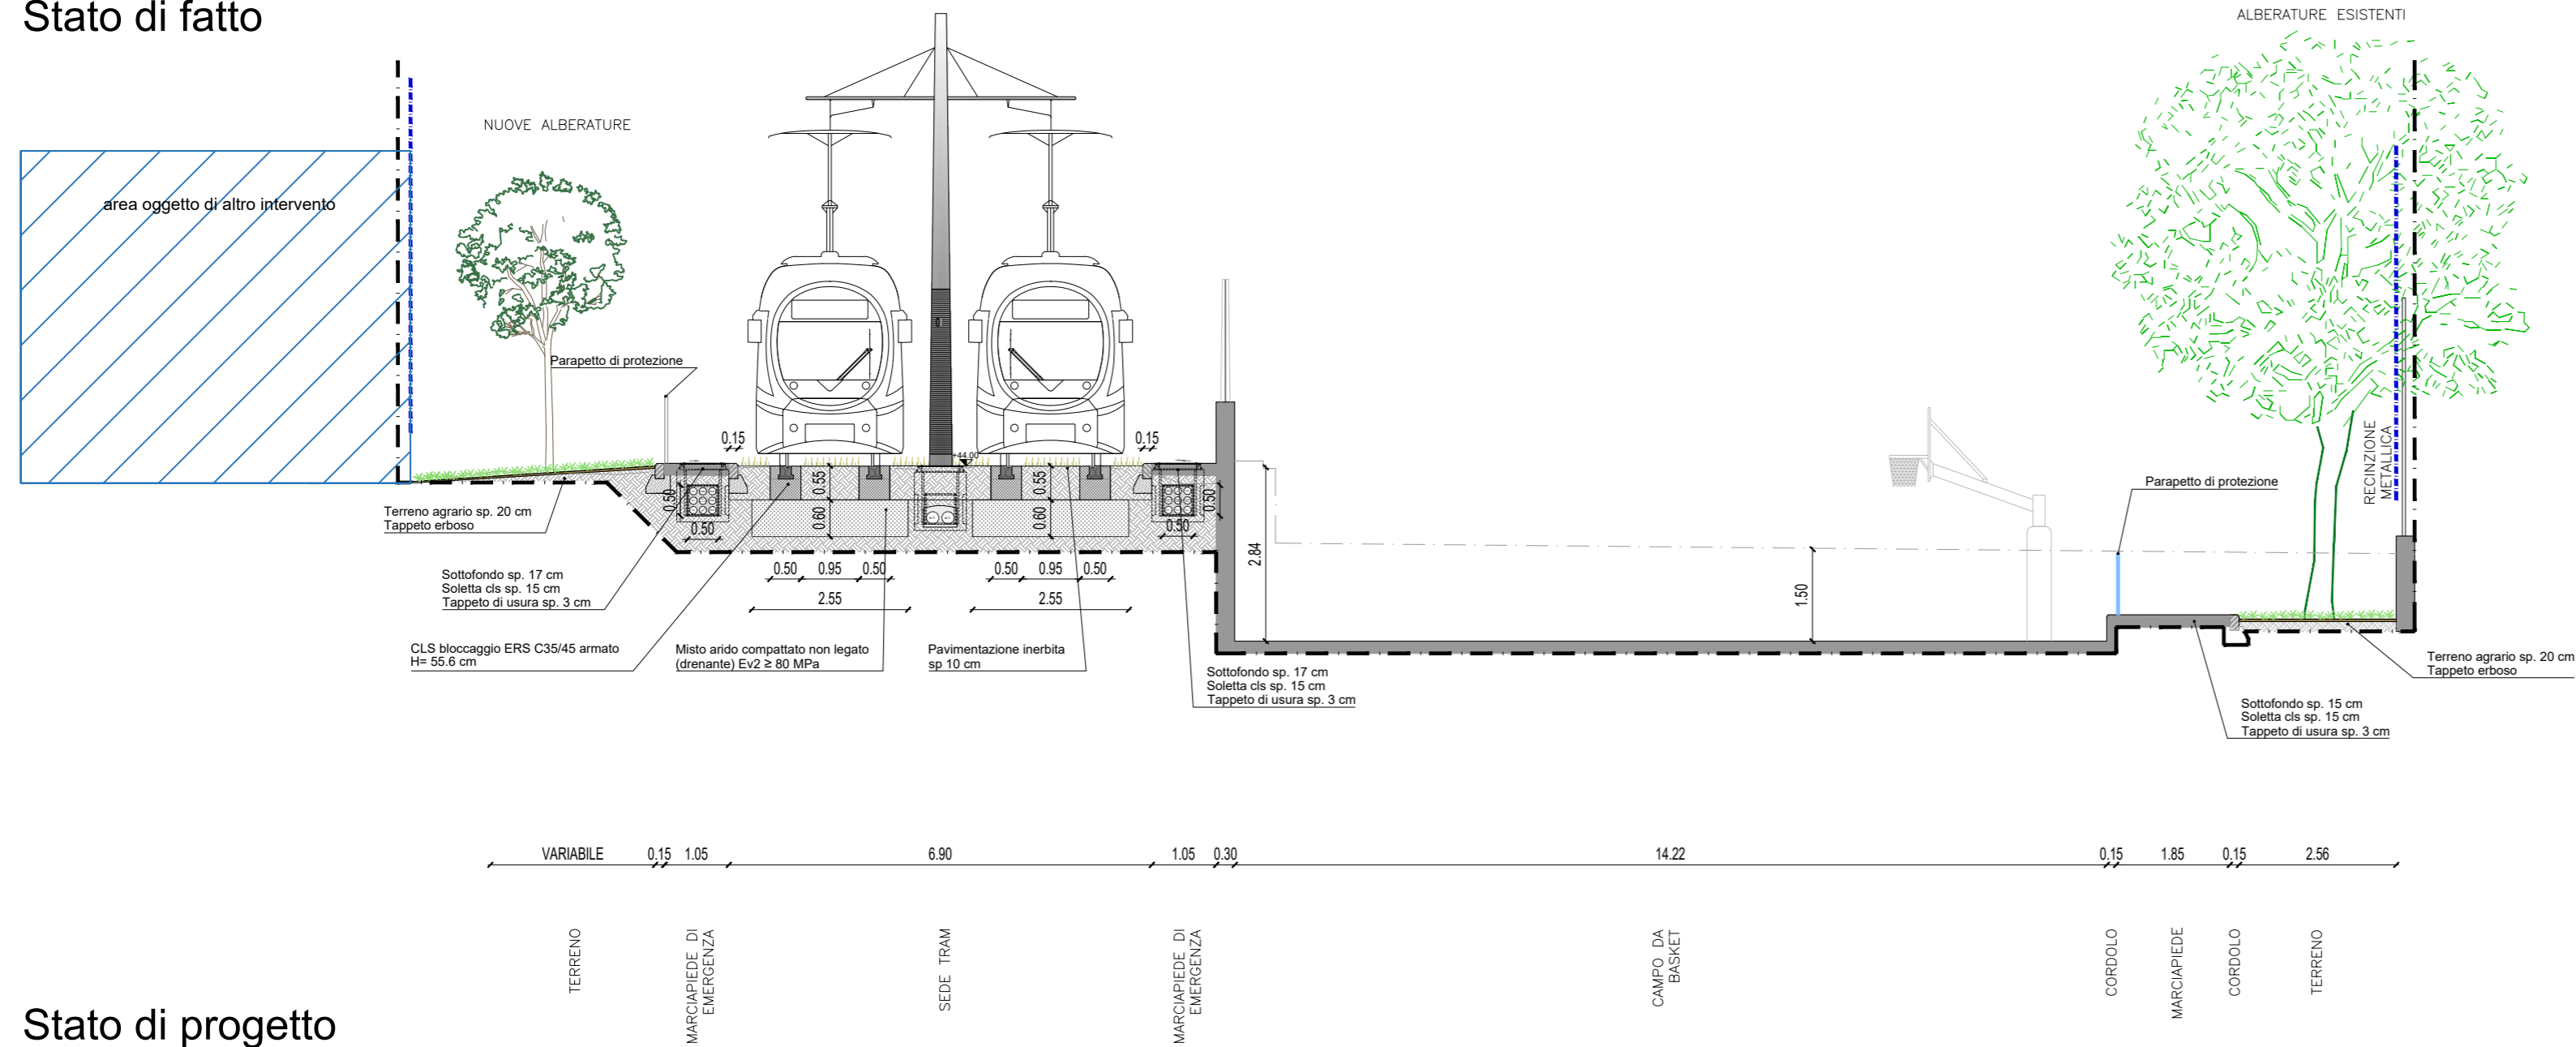 Stato di fatto
ALBERATURE ESISTENTI
NUOVE ALBERATURE
area oggetto di altro intervento
Parapetto di protezione
0.15
0.15
+44.00
RECINZIONE
METALLICA
Parapetto di protezione
0.50
0.55
0.55
0.50
Terreno agrario sp. 20 cm
Tappeto erboso
0.50
0.60
0.60
0.50
2.84
1.50
Sottofondo sp. 17 cm
Soletta cls sp. 15 cm
Tappeto di usura sp. 3 cm
0.50
0.95
0.50
0.50
0.95
0.50
2.55
2.55
CLS bloccaggio ERS C35/45 armato
H= 55.6 cm
Misto arido compattato non legato
(drenante) Ev2 ≥ 80 MPa
Pavimentazione inerbita
sp 10 cm
Sottofondo sp. 17 cm
Soletta cls sp. 15 cm
Tappeto di usura sp. 3 cm
Terreno agrario sp. 20 cm
Tappeto erboso
Sottofondo sp. 15 cm
Soletta cls sp. 15 cm
Tappeto di usura sp. 3 cm
VARIABILE
0.15
1.05
6.90
1.05
0.30
14.22
0.15
1.85
0.15
2.56
TERRENO
MARCIAPIEDE DI
EMERGENZA
SEDE TRAM
MARCIAPIEDE DI
EMERGENZA
CAMPO DA
BASKET
CORDOLO
MARCIAPIEDE
CORDOLO
TERRENO
Stato di progetto